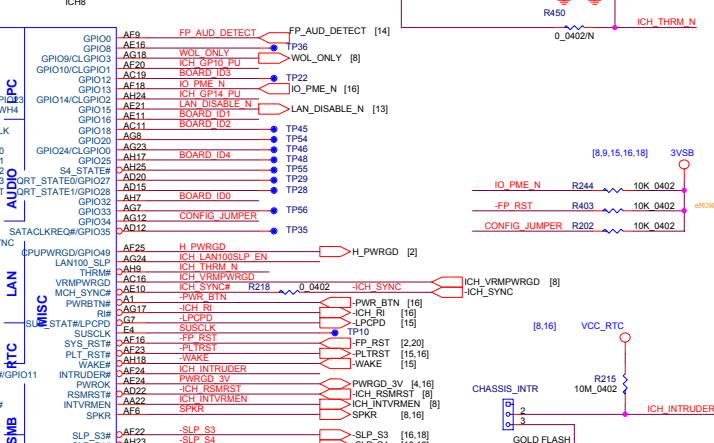 ICH8
GPIO0 AF9 FP_AUD_DETECT FP_AUD_DETECT [14]
GPIO8 AE16 TP36
GPIO9/CLGPIO3 AG18 WOL_ONLY WOL_ONLY [8]
GPIO10/CLGPIO1 AF20 ICH_GP10_PU
GPIO12 AC19 BOARD_ID3 TP22
GPIO13 AF18 IO_PME_N IO_PME_N [16]
GPIO14/CLGPIO2 AH24 ICH_GP14_PU
GPIO15 AE21 LAN_DISABLE_N LAN_DISABLE_N [13]
GPIO16 AE11 BOARD_ID1
GPIO18 AC11 BOARD_ID2 TP45
GPIO20 AG8 TP54
GPIO24/CLGPIO0 AG23 TP46
GPIO25 AH17 BOARD_ID4 TP48
S4_STATE# AH25 TP55
QRT_STATE0/GPIO27 AD20 TP29
QRT_STATE1/GPIO28 AD15 TP28
GPIO32 AH7 BOARD_ID0
GPIO33 AG7 TP56
GPIO34 AG12 CONFIG_JUMPER
SATACLKREQ#/GPIO35 AD12 TP35
CPUPWRGD/GPIO49 AF25 H_PWRGD H_PWRGD [2]
LAN100_SLP AG24 ICH_LAN100SLP_EN
THRM# AH9 ICH_THRM_N
VRMPWRGD AC16 ICH_VRMPWRGD ICH_VRMPWRGD [8]
MCH_SYNC# AE10 ICH_SYNC# R218 0_0402 -ICH_SYNC -ICH_SYNC
PWRBTN# A1 -PWR_BTN -PWR_BTN [16]
RI# AG17 -ICH_RI -ICH_RI [16]
SUS_STAT#/LPCPD G7 -LPCPD -LPCPD [15]
SUSCLK E4 SUSCLK TP10
SYS_RST# AF16 -FP_RST -FP_RST [2,20]
PLT_RST# AF23 -PLTRST -PLTRST [15,16]
WAKE# AH18 -WAKE -WAKE [15]
INTRUDER# AF24 ICH_INTRUDER
PWROK AE24 PWRGD_3V PWRGD_3V [4,16]
RSMRST# AD22 -ICH_RSMRST -ICH_RSMRST [8]
INTVRMEN AA22 ICH_INTVRMEN ICH_INTVRMEN [8]
SPKR AF6 SPKR SPKR [8,16]
SLP_S3# AF22 -SLP_S3 -SLP_S3 [16,18]
AH23 -SLP_S4
LPC
AUDIO
LAN
MISC
RTC
SMB
WH4
/GPIO11
R450
0_0402/N
ICH_THRM_N
[8,9,15,16,18] 3VSB
IO_PME_N R244 10K_0402
-FP_RST R403 10K_0402
CONFIG_JUMPER R202 10K_0402
eMOW
[8,16] VCC_RTC
R215
10M_0402
CHASSIS_INTR
2
3
ICH_INTRUDER
GOLD FLASH